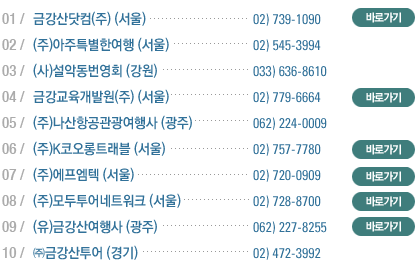 01 / 금강산닷컴(주) (서울) 02) 739-1090 바로가기
02 / (주)아주특별한여행 (서울) 02) 545-3994
03 / (사)설악동번영회 (강원) 033) 636-8610
04 / 금강교육개발원(주) (서울) 02) 779-6664 바로가기
05 / (주)나산항공관광여행사 (광주) 062) 224-0009
06 / (주)K코오롱트래블 (서울) 02) 757-7780 바로가기
07 / (주)에프엠텍 (서울) 02) 720-0909 바로가기
08 / (주)모두투어네트워크 (서울) 02) 728-8700 바로가기
09 / (유)금강산여행사 (광주) 062) 227-8255 바로가기
10 / ㈜금강산투어 (경기) 02) 472-3992